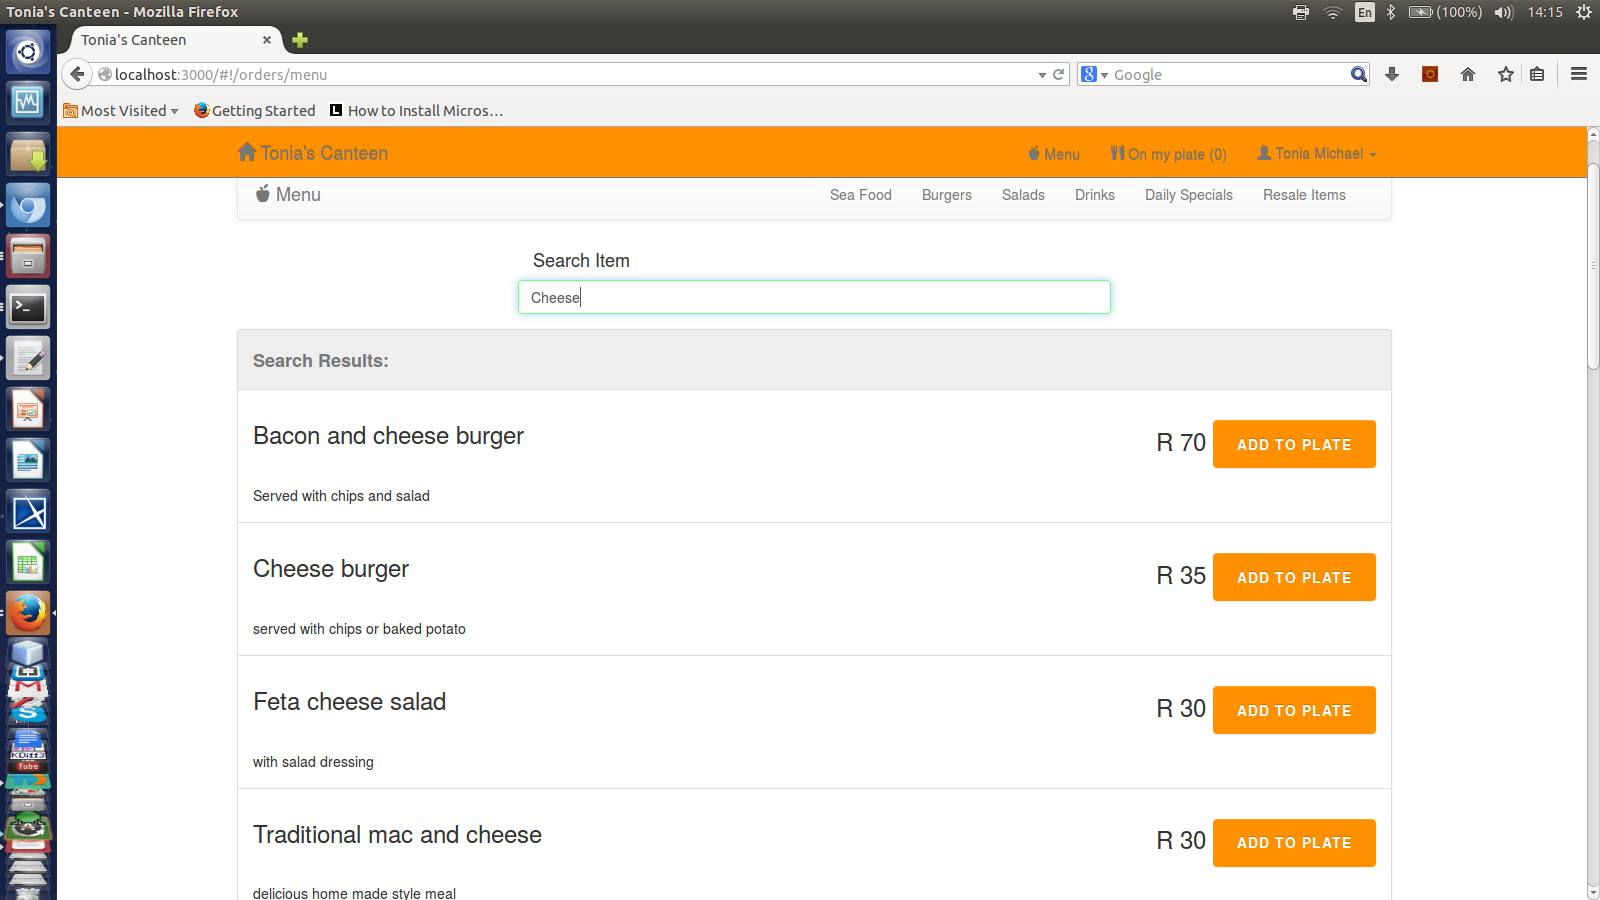 Tonia's Canteen - Mozilla Firefox
En
(100%)
14:15
Tonia's Canteen
localhost:3000/#!/orders/menu
Google
Most Visited
Getting Started
L How to Install Micros...
Tonia's Canteen
Menu
On my plate (0)
Tonia Michael
Menu
Sea Food
Burgers
Salads
Drinks
Daily Specials
Resale Items
Search Item
Cheese
Search Results:
Bacon and cheese burger
R 70
ADD TO PLATE
Served with chips and salad
Cheese burger
R 35
ADD TO PLATE
served with chips or baked potato
Feta cheese salad
R 30
ADD TO PLATE
with salad dressing
Traditional mac and cheese
R 30
ADD TO PLATE
delicious home made style meal
Tube